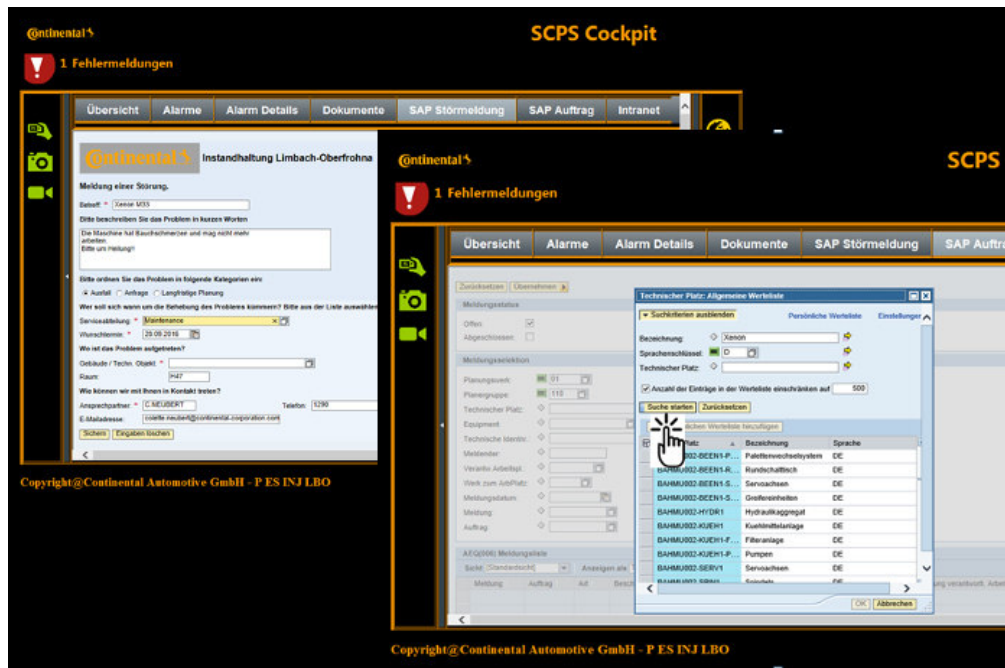 Continental
SCPS Cockpit
1 Fehlermeldungen
Übersicht Alarme Alarm Details Dokumente SAP Störmeldung SAP Auftrag Intranet
Continental Instandhaltung Limbach-Oberfrohna
Meldung einer Störung.
Betreff: * Xenon M33
Bitte beschreiben Sie das Problem in kurzen Worten
Die Maschine hat Bauchschmerzen und mag nicht mehr
arbeiten.
Bitte um Heilung!!
Bitte ordnen Sie das Problem in folgende Kategorien ein:
Ausfall Anfrage Langfristige Planung
Wer soll sich wann um die Behebung des Problems kümmern? Bitte aus der Liste auswählen
Serviceabteilung: * Maintenance
Wunschtermin: * 29.08.2016
Wo ist das Problem aufgetreten?
Gebäude / Techn. Objekt: *
Raum: H47
Wie können wir mit Ihnen in Kontakt treten?
Ansprechpartner: * C.NEUBERT Telefon: 1299
E-Mailadresse: colette.neubert@continental-corporation.com
Sichern Eingaben löschen
Copyright@Continental Automotive GmbH - P ES INJ LBO
Continental
SCPS
1 Fehlermeldungen
Übersicht Alarme Alarm Details Dokumente SAP Störmeldung SAP Auftra
Zurücksetzen Übernehmen
Meldungsstatus
Offen:
Abgeschlossen:
Meldungsselektion
Planungswerk: 01
Planergruppe: 110
Technischer Platz:
Equipment
Technische Identnr.:
Meldender:
Verantw. Arbeitspl.:
Werk zum ArbPlatz:
Meldungsdatum:
Meldung:
Auftrag:
AEQ(006) Meldungsliste
Sicht [Standardsicht] Anzeigen als:
Meldung Auftrag Art
Technischer Platz: Allgemeine Werteliste
Suchkriterien ausblenden Persönliche Werteliste Einstellungen
Bezeichnung: Xenon
Sprachenschlüssel: D
Technischer Platz:
Anzahl der Einträge in der Werteliste einschränken auf 500
Suche starten Zurücksetzen
lichen Werteliste hinzufügen
Platz Bezeichnung Sprache
BAHMU002-BEEN1-P... Palettenwechselsystem DE
BAHMU002-BEEN1-R... Rundschalttisch DE
BAHMU002-BEEN1-S... Servoachsen DE
BAHMU002-BEEN1-S... Greifereinheiten DE
BAHMU002-HYDR1 Hydraulikaggregat DE
BAHMU002-KUEH1 Kuehlmittelanlage DE
BAHMU002-KUEH1-F... Filteranlage DE
BAHMU002-KUEH1-P... Pumpen DE
BAHMU002-SERV1 Servoachsen DE
OK Abbrechen
Copyright@Continental Automotive GmbH - P ES INJ LBO